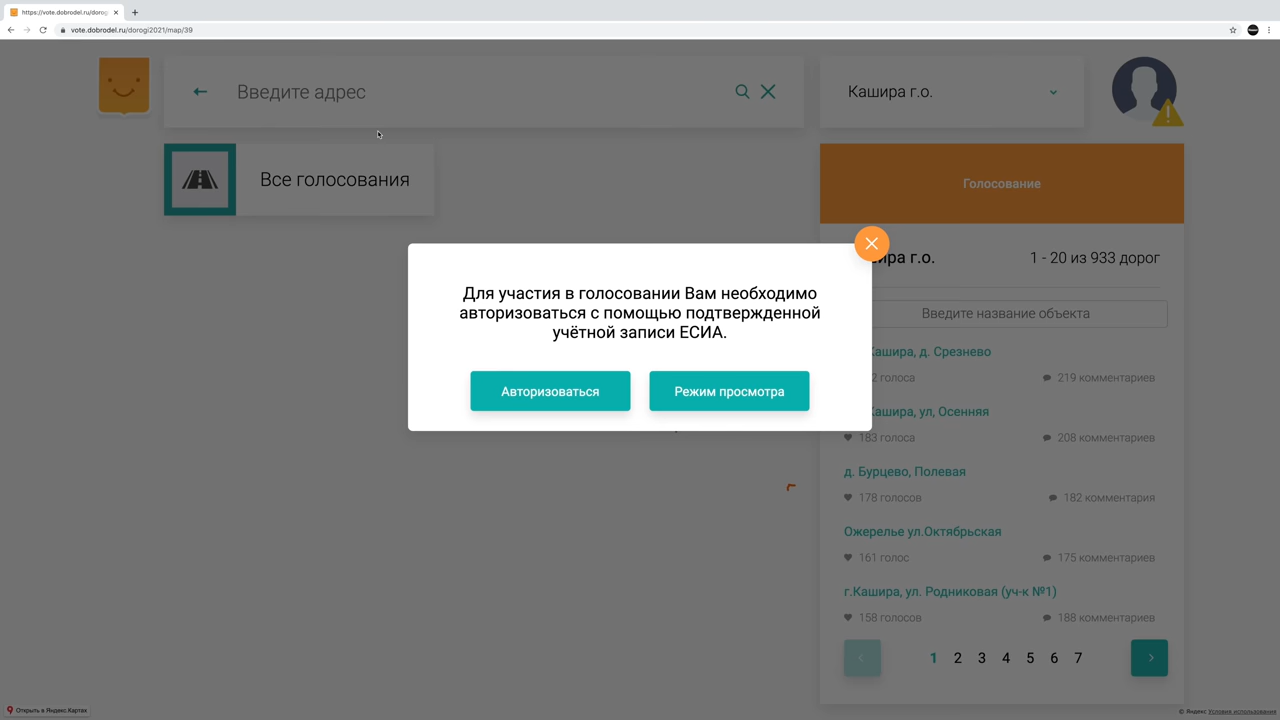 https://vote.dobrodel.ru/dorog
vote.dobrodel.ru/dorogi2021/map/39
Введите адрес
Кашира г.о.
Все голосования
Голосование
ира г.о.
1 - 20 из 933 дорог
Введите название объекта
Для участия в голосовании Вам необходимо
авторизоваться с помощью подтвержденной
учётной записи ЕСИА.
Авторизоваться
Режим просмотра
Кашира, д. Срезнево
2 голоса
219 комментариев
Кашира, ул, Осенняя
183 голоса
208 комментариев
д. Бурцево, Полевая
178 голосов
182 комментария
Ожерелье ул.Октябрьская
161 голос
175 комментариев
г.Кашира, ул. Родниковая (уч-к №1)
158 голосов
188 комментариев
1 2 3 4 5 6 7
Открыть в Яндекс.Картах
© Яндекс Условия использования